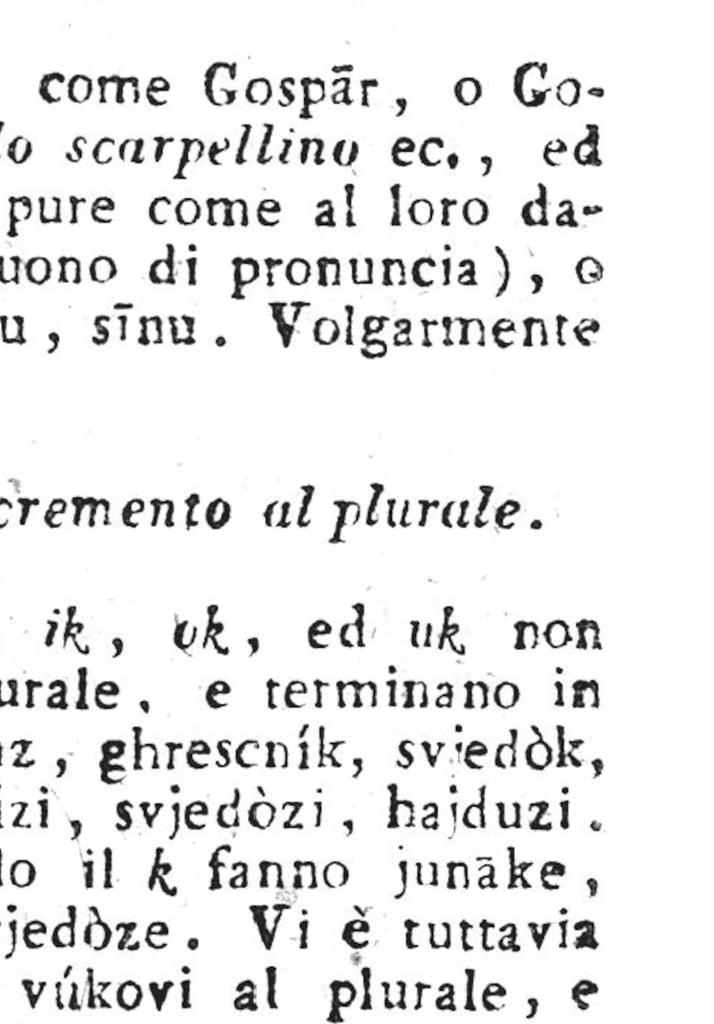 come Gospār, o Go-
lo scarpellino ec., ed
pure come al loro da-
uono di pronuncia), o
u, sīnu. Volgarmente
cremento al plurale.
ik, ok, ed uk non
urale, e terminano in
z, ghrescník, svjedòk,
izi, svjedòzi, hajduzi.
lo il k fanno junāke,
jedòze. Vi è tuttavia
vúkovi al plurale, e